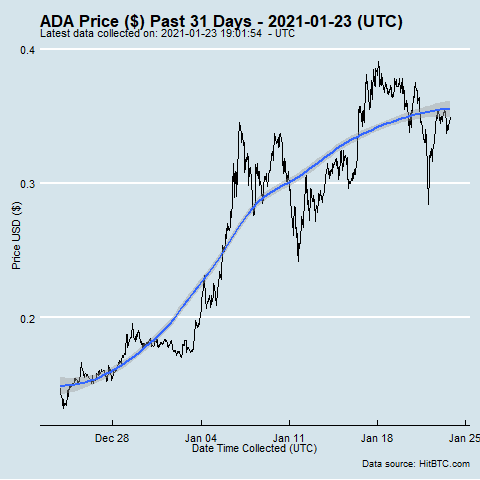 ADA Price ($) Past 31 Days - 2021-01-23 (UTC)
Latest data collected on: 2021-01-23 19:01:54 - UTC
0.4
0.3
0.2
Price USD ($)
Dec 28 Jan 04 Jan 11 Jan 18 Jan 25
Date Time Collected (UTC)
Data source: HitBTC.com